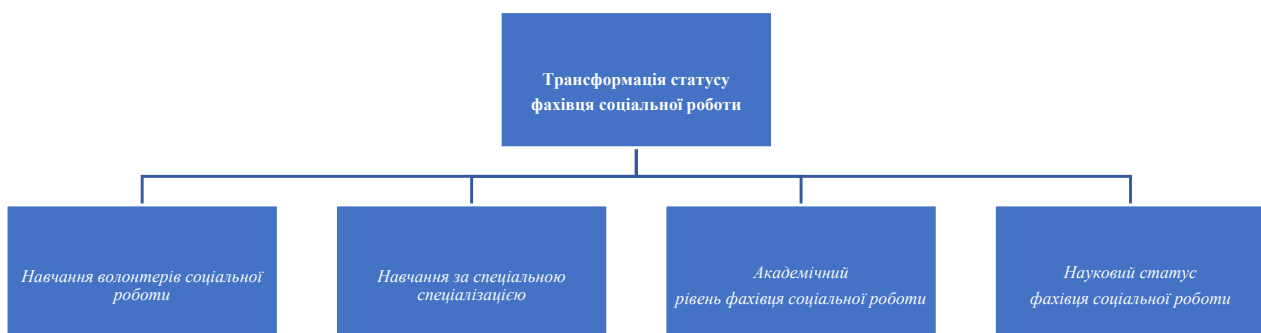 Трансформація статусу
фахівця соціальної роботи
Навчання волонтерів соціальної
роботи
Навчання за спеціальною
спеціалізацією
Академічний
рівень фахівця соціальної роботи
Науковий статус
фахівця соціальної роботи